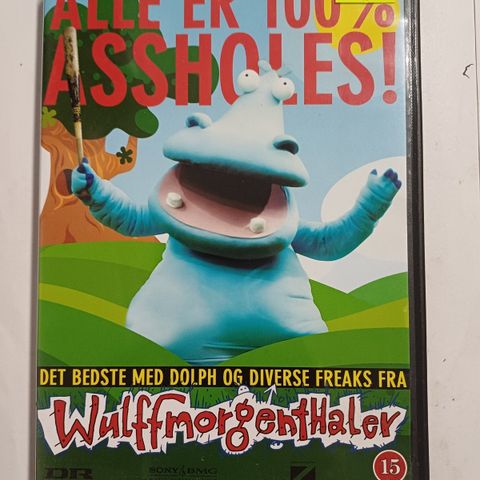 ALLE ER 100%
ASSHOLES!
DET BEDSTE MED DOLPH OG DIVERSE FREAKS FRA
Wulffmorgenthaler
DR
SONY BMG
15